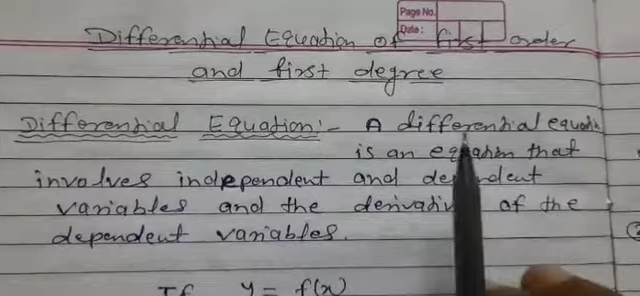 Page No.
Date:
Differential Equation of first order
and first degree
Differential Equation:- A differential equation
is an equation that
involves independent and dependent
variables and the derivative of the
dependent variables.
If y = f(x)